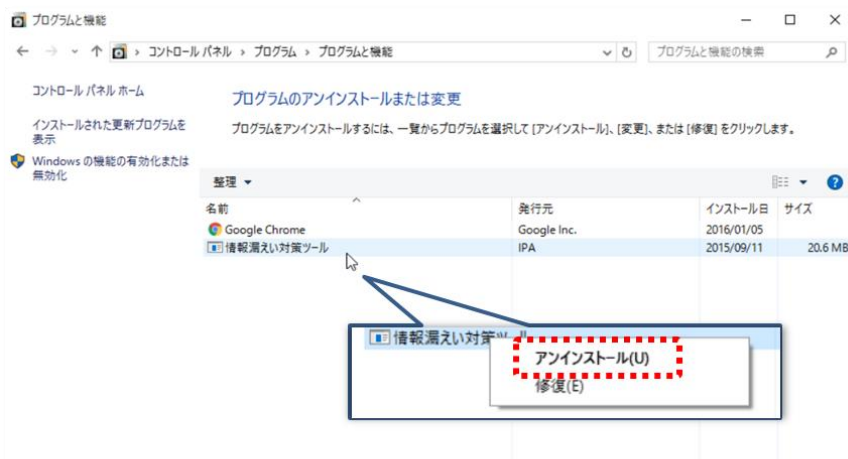 プログラムと機能
コントロール パネル › プログラム › プログラムと機能
プログラムと機能の検索
コントロール パネル ホーム
インストールされた更新プログラムを
表示
Windows の機能の有効化または
無効化
プログラムのアンインストールまたは変更
プログラムをアンインストールするには、一覧からプログラムを選択して [アンインストール]、[変更]、または [修復] をクリックします。
整理
名前 発行元 インストール日 サイズ
Google Chrome Google Inc. 2016/01/05
情報漏えい対策ツール IPA 2015/09/11 20.6 MB
情報漏えい対策ツール
アンインストール(U)
修復(E)